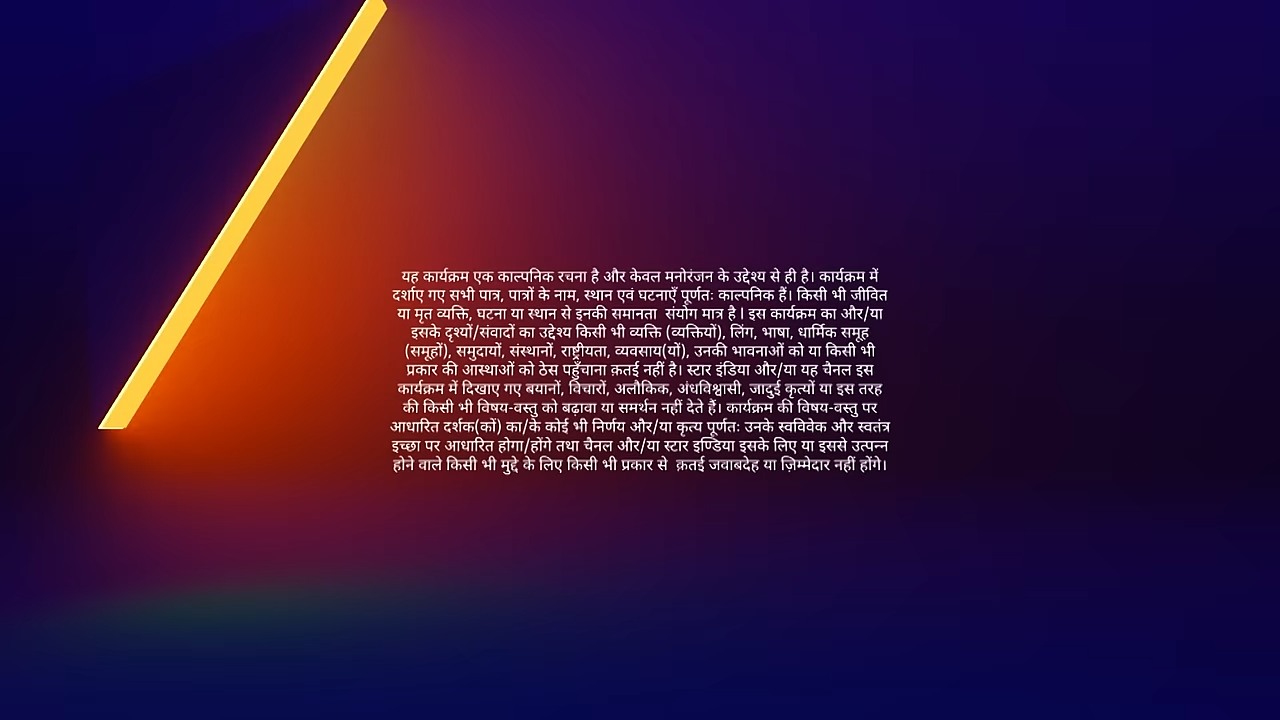 यह कार्यक्रम एक काल्पनिक रचना है और केवल मनोरंजन के उद्देश्य से ही है। कार्यक्रम में
दर्शाए गए सभी पात्र, पात्रों के नाम, स्थान एवं घटनाएँ पूर्णतः काल्पनिक हैं। किसी भी जीवित
या मृत व्यक्ति, घटना या स्थान से इनकी समानता  संयोग मात्र है l इस कार्यक्रम का और/या
इसके दृश्यों/संवादों का उद्देश्य किसी भी व्यक्ति (व्यक्तियों), लिंग, भाषा, धार्मिक समूह
(समूहों), समुदायों, संस्थानों, राष्ट्रीयता, व्यवसाय(यों), उनकी भावनाओं को या किसी भी
प्रकार की आस्थाओं को ठेस पहुँचाना क़तई नहीं है। स्टार इंडिया और/या यह चैनल इस
कार्यक्रम में दिखाए गए बयानों, विचारों, अलौकिक, अंधविश्वासी, जादुई कृत्यों या इस तरह
की किसी भी विषय-वस्तु को बढ़ावा या समर्थन नहीं देते हैं। कार्यक्रम की विषय-वस्तु पर
आधारित दर्शक(कों) का/के कोई भी निर्णय और/या कृत्य पूर्णतः उनके स्वविवेक और स्वतंत्र
इच्छा पर आधारित होगा/होंगे तथा चैनल और/या स्टार इण्डिया इसके लिए या इससे उत्पन्न
होने वाले किसी भी मुद्दे के लिए किसी भी प्रकार से  क़तई जवाबदेह या ज़िम्मेदार नहीं होंगे।